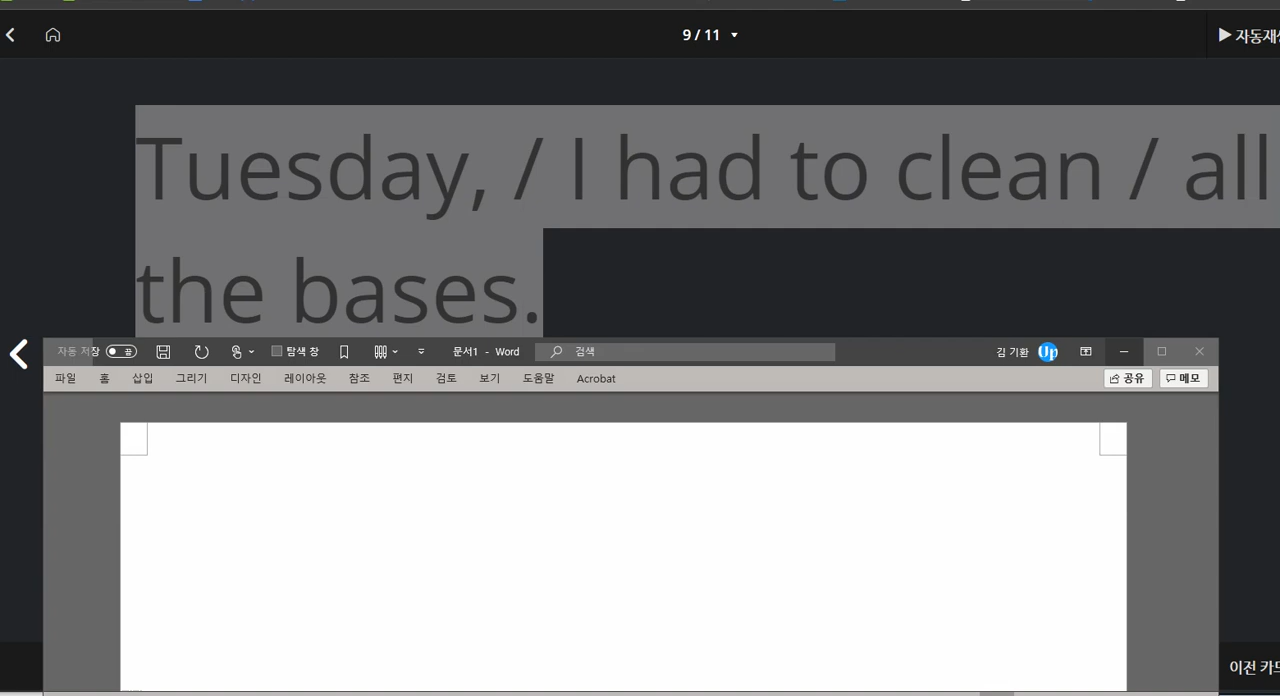 9 / 11
▶ 자동재
Tuesday, / I had to clean / all
the bases.
자동 저장 끔 탐색 창 문서1 - Word 검색 김 기환 Up
파일 홈 삽입 그리기 디자인 레이아웃 참조 편지 검토 보기 도움말 Acrobat 공유 메모
이전 카드